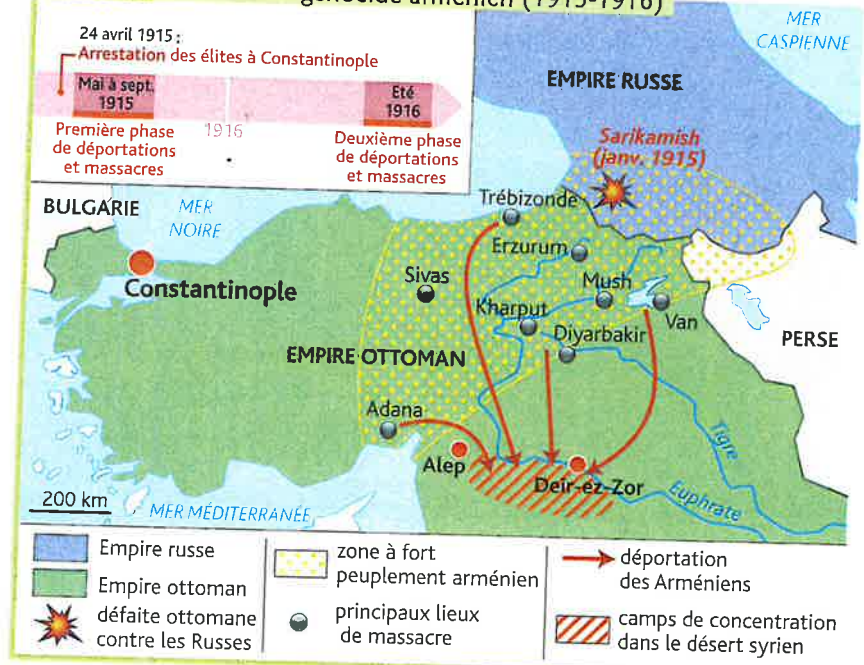 génocide arménien (1915-1916)
24 avril 1915 :
Arrestation des élites à Constantinople
Mai à sept.
1915
Eté
1916
1916
Première phase
de déportations
et massacres
Deuxième phase
de déportations
et massacres
MER
CASPIENNE
EMPIRE RUSSE
Sarikamish
(janv. 1915)
BULGARIE
MER
NOIRE
Trébizonde
Erzurum
Constantinople
Sivas
Mush
Kharput
Van
Diyarbakir
PERSE
EMPIRE OTTOMAN
Adana
Tigre
Alep
Deir-ez-Zor
Euphrate
200 km
MER MÉDITERRANÉE
Empire russe
Empire ottoman
défaite ottomane
contre les Russes
zone à fort
peuplement arménien
principaux lieux
de massacre
déportation
des Arméniens
camps de concentration
dans le désert syrien